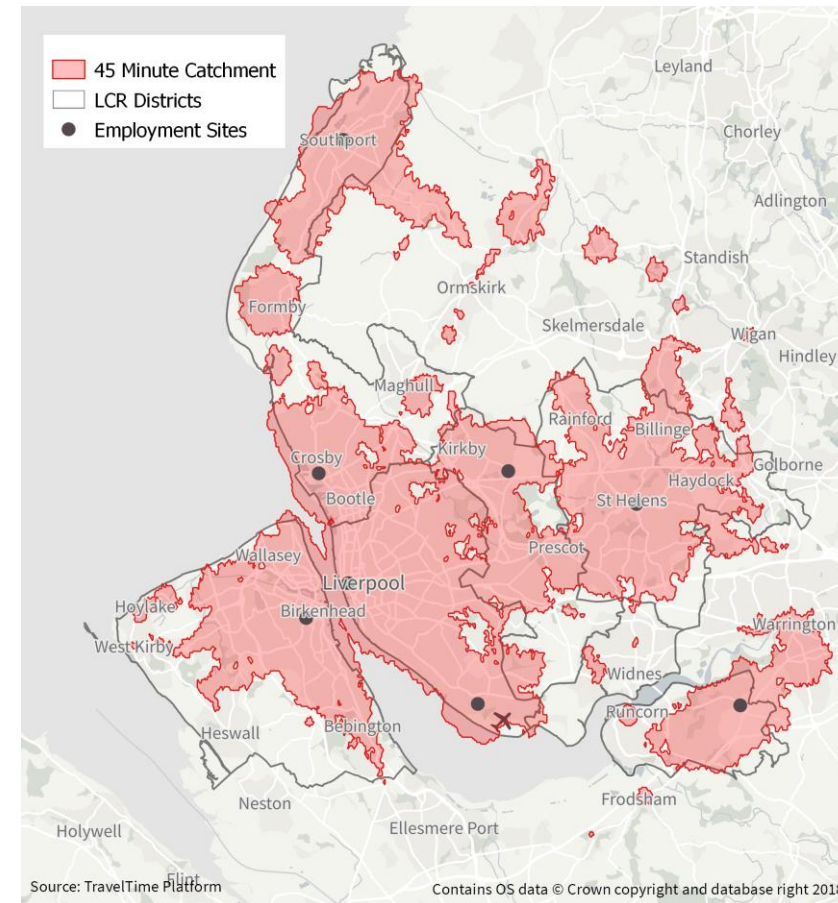 45 Minute Catchment
LCR Districts
Employment Sites
Leyland
Chorley
Southport
Adlington
Standish
Ormskirk
Formby
Skelmersdale
Wigan
Hindley
Maghull
Rainford
Billinge
Kirkby
Crosby
Golborne
Haydock
Bootle
St Helens
Prescot
Wallasey
Liverpool
Hoylake
Birkenhead
Warrington
West Kirby
Widnes
Runcorn
Heswall
Bebington
Neston
Frodsham
Ellesmere Port
Holywell
Flint
Source: TravelTime Platform
Contains OS data © Crown copyright and database right 2018